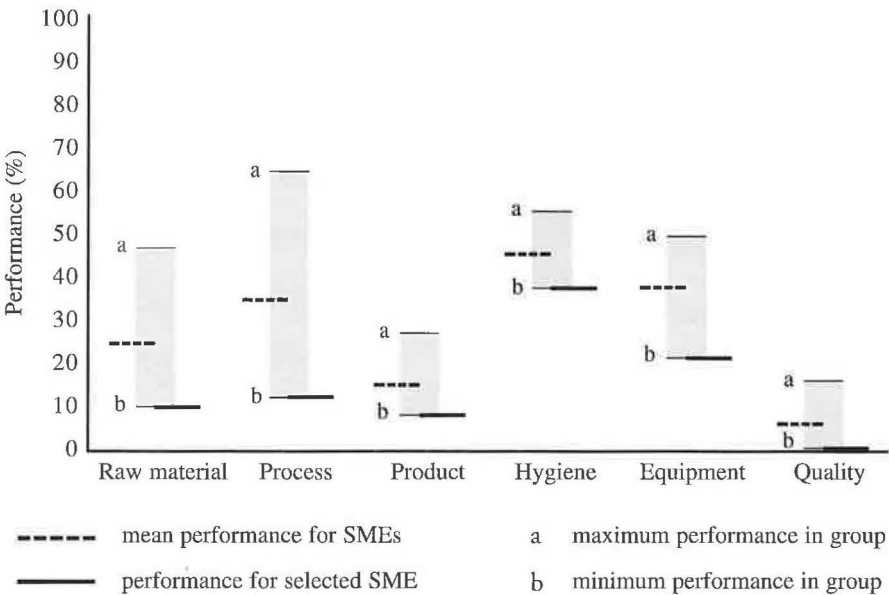 100
90
80
70
60
50
40
30
20
10
0
Performance (%)
a
b
a
b
a
b
a
b
a
b
a
b
Raw material Process Product Hygiene Equipment Quality
mean performance for SMEs a maximum performance in group
performance for selected SME b minimum performance in group